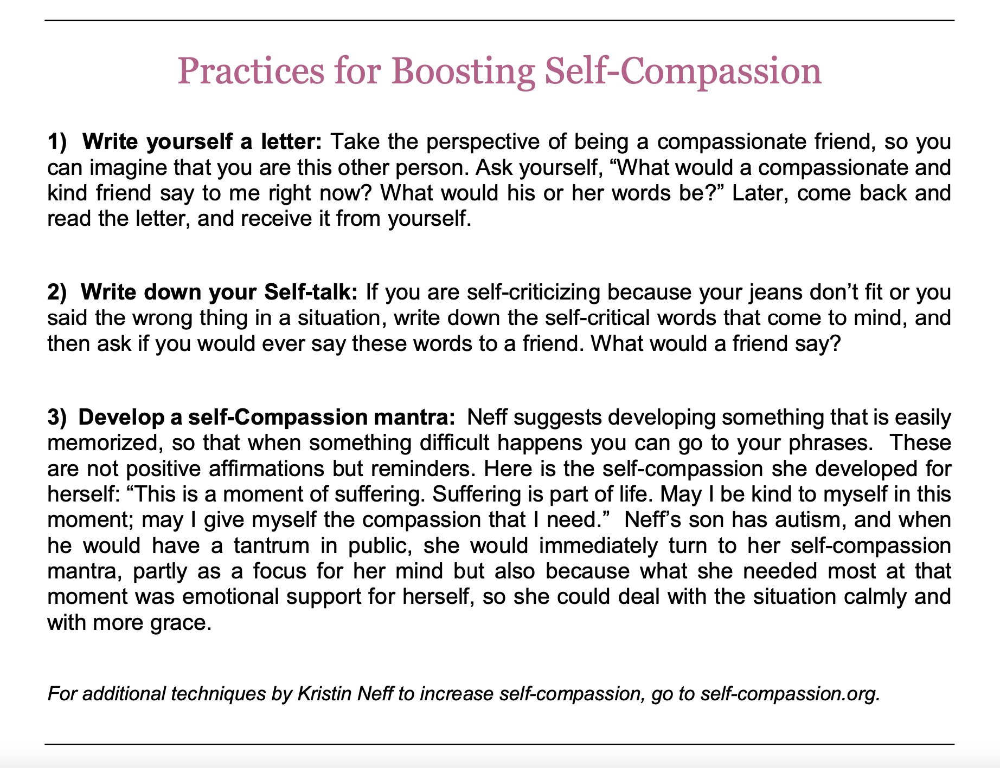 Practices for Boosting Self-Compassion
1) Write yourself a letter: Take the perspective of being a compassionate friend, so you
can imagine that you are this other person. Ask yourself, “What would a compassionate and
kind friend say to me right now? What would his or her words be?” Later, come back and
read the letter, and receive it from yourself.
2) Write down your Self-talk: If you are self-criticizing because your jeans don’t fit or you
said the wrong thing in a situation, write down the self-critical words that come to mind, and
then ask if you would ever say these words to a friend. What would a friend say?
3) Develop a self-Compassion mantra: Neff suggests developing something that is easily
memorized, so that when something difficult happens you can go to your phrases. These
are not positive affirmations but reminders. Here is the self-compassion she developed for
herself: “This is a moment of suffering. Suffering is part of life. May I be kind to myself in this
moment; may I give myself the compassion that I need.” Neff’s son has autism, and when
he would have a tantrum in public, she would immediately turn to her self-compassion
mantra, partly as a focus for her mind but also because what she needed most at that
moment was emotional support for herself, so she could deal with the situation calmly and
with more grace.
For additional techniques by Kristin Neff to increase self-compassion, go to self-compassion.org.